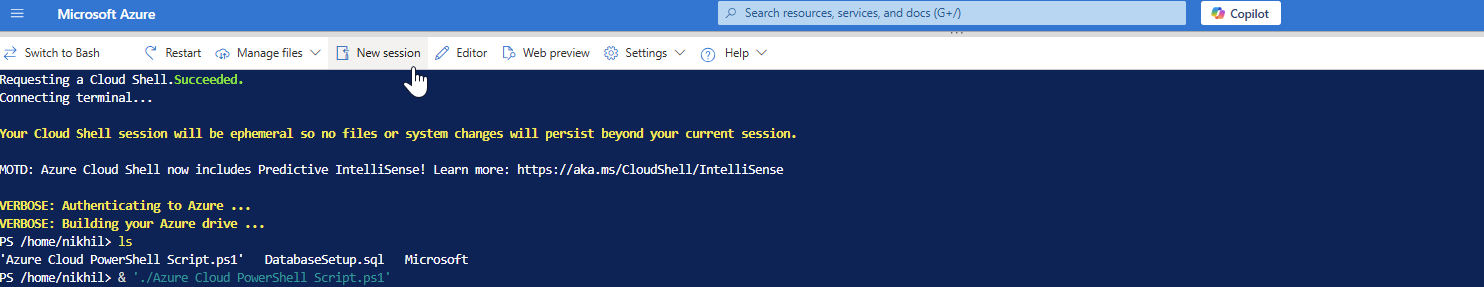 Microsoft Azure
Search resources, services, and docs (G+/)
Copilot
Switch to Bash
Restart
Manage files
New session
Editor
Web preview
Settings
Help
Requesting a Cloud Shell.Succeeded.
Connecting terminal...
Your Cloud Shell session will be ephemeral so no files or system changes will persist beyond your current session.
MOTD: Azure Cloud Shell now includes Predictive IntelliSense! Learn more: https://aka.ms/CloudShell/IntelliSense
VERBOSE: Authenticating to Azure ...
VERBOSE: Building your Azure drive ...
PS /home/nikhil> ls
'Azure Cloud PowerShell Script.ps1'   DatabaseSetup.sql   Microsoft
PS /home/nikhil> & './Azure Cloud PowerShell Script.ps1'